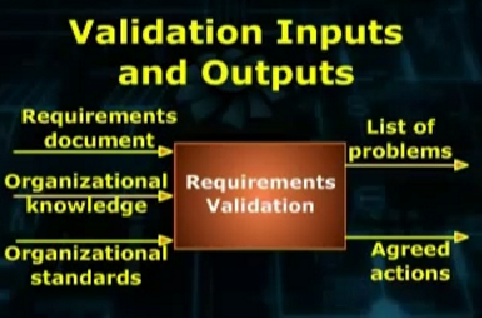 Validation Inputs
and Outputs
Requirements
document
Organizational
knowledge
Organizational
standards
Requirements
Validation
List of
problems
Agreed
actions